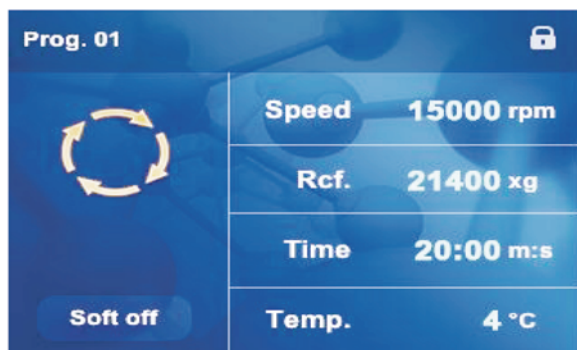 Prog. 01
Speed 15000 rpm
Rcf. 21400 xg
Time 20:00 m:s
Soft off
Temp. 4 °C